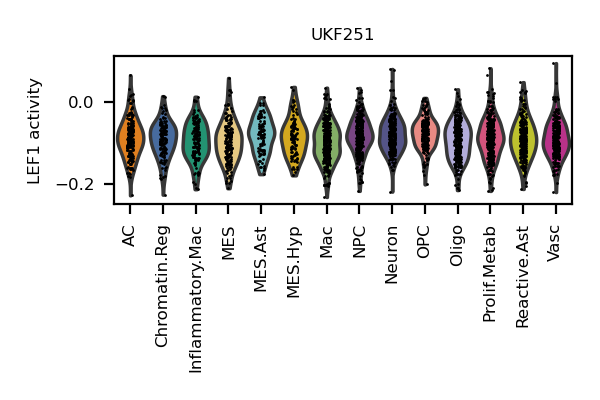 UKF251
LEF1 activity
0.0
−0.2
AC
Chromatin.Reg
Inflammatory.Mac
MES
MES.Ast
MES.Hyp
Mac
NPC
Neuron
OPC
Oligo
Prolif.Metab
Reactive.Ast
Vasc